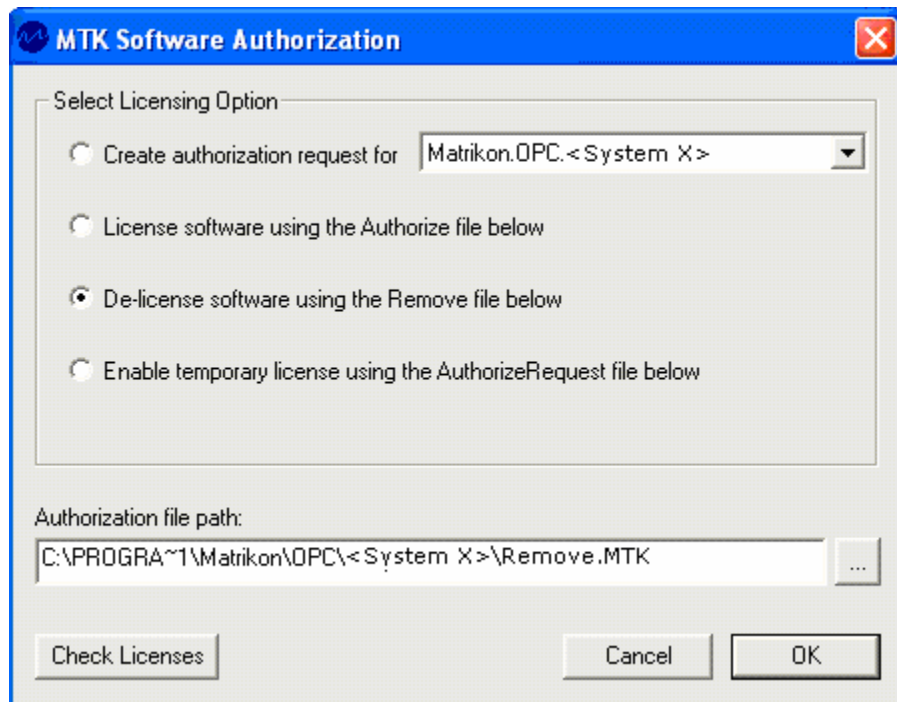 MTK Software Authorization
Select Licensing Option
Create authorization request for Matrikon.OPC.<System X>
License software using the Authorize file below
De-license software using the Remove file below
Enable temporary license using the AuthorizeRequest file below
Authorization file path:
C:\PROGRA~1\Matrikon\OPC\<System X>\Remove.MTK ...
Check Licenses Cancel OK